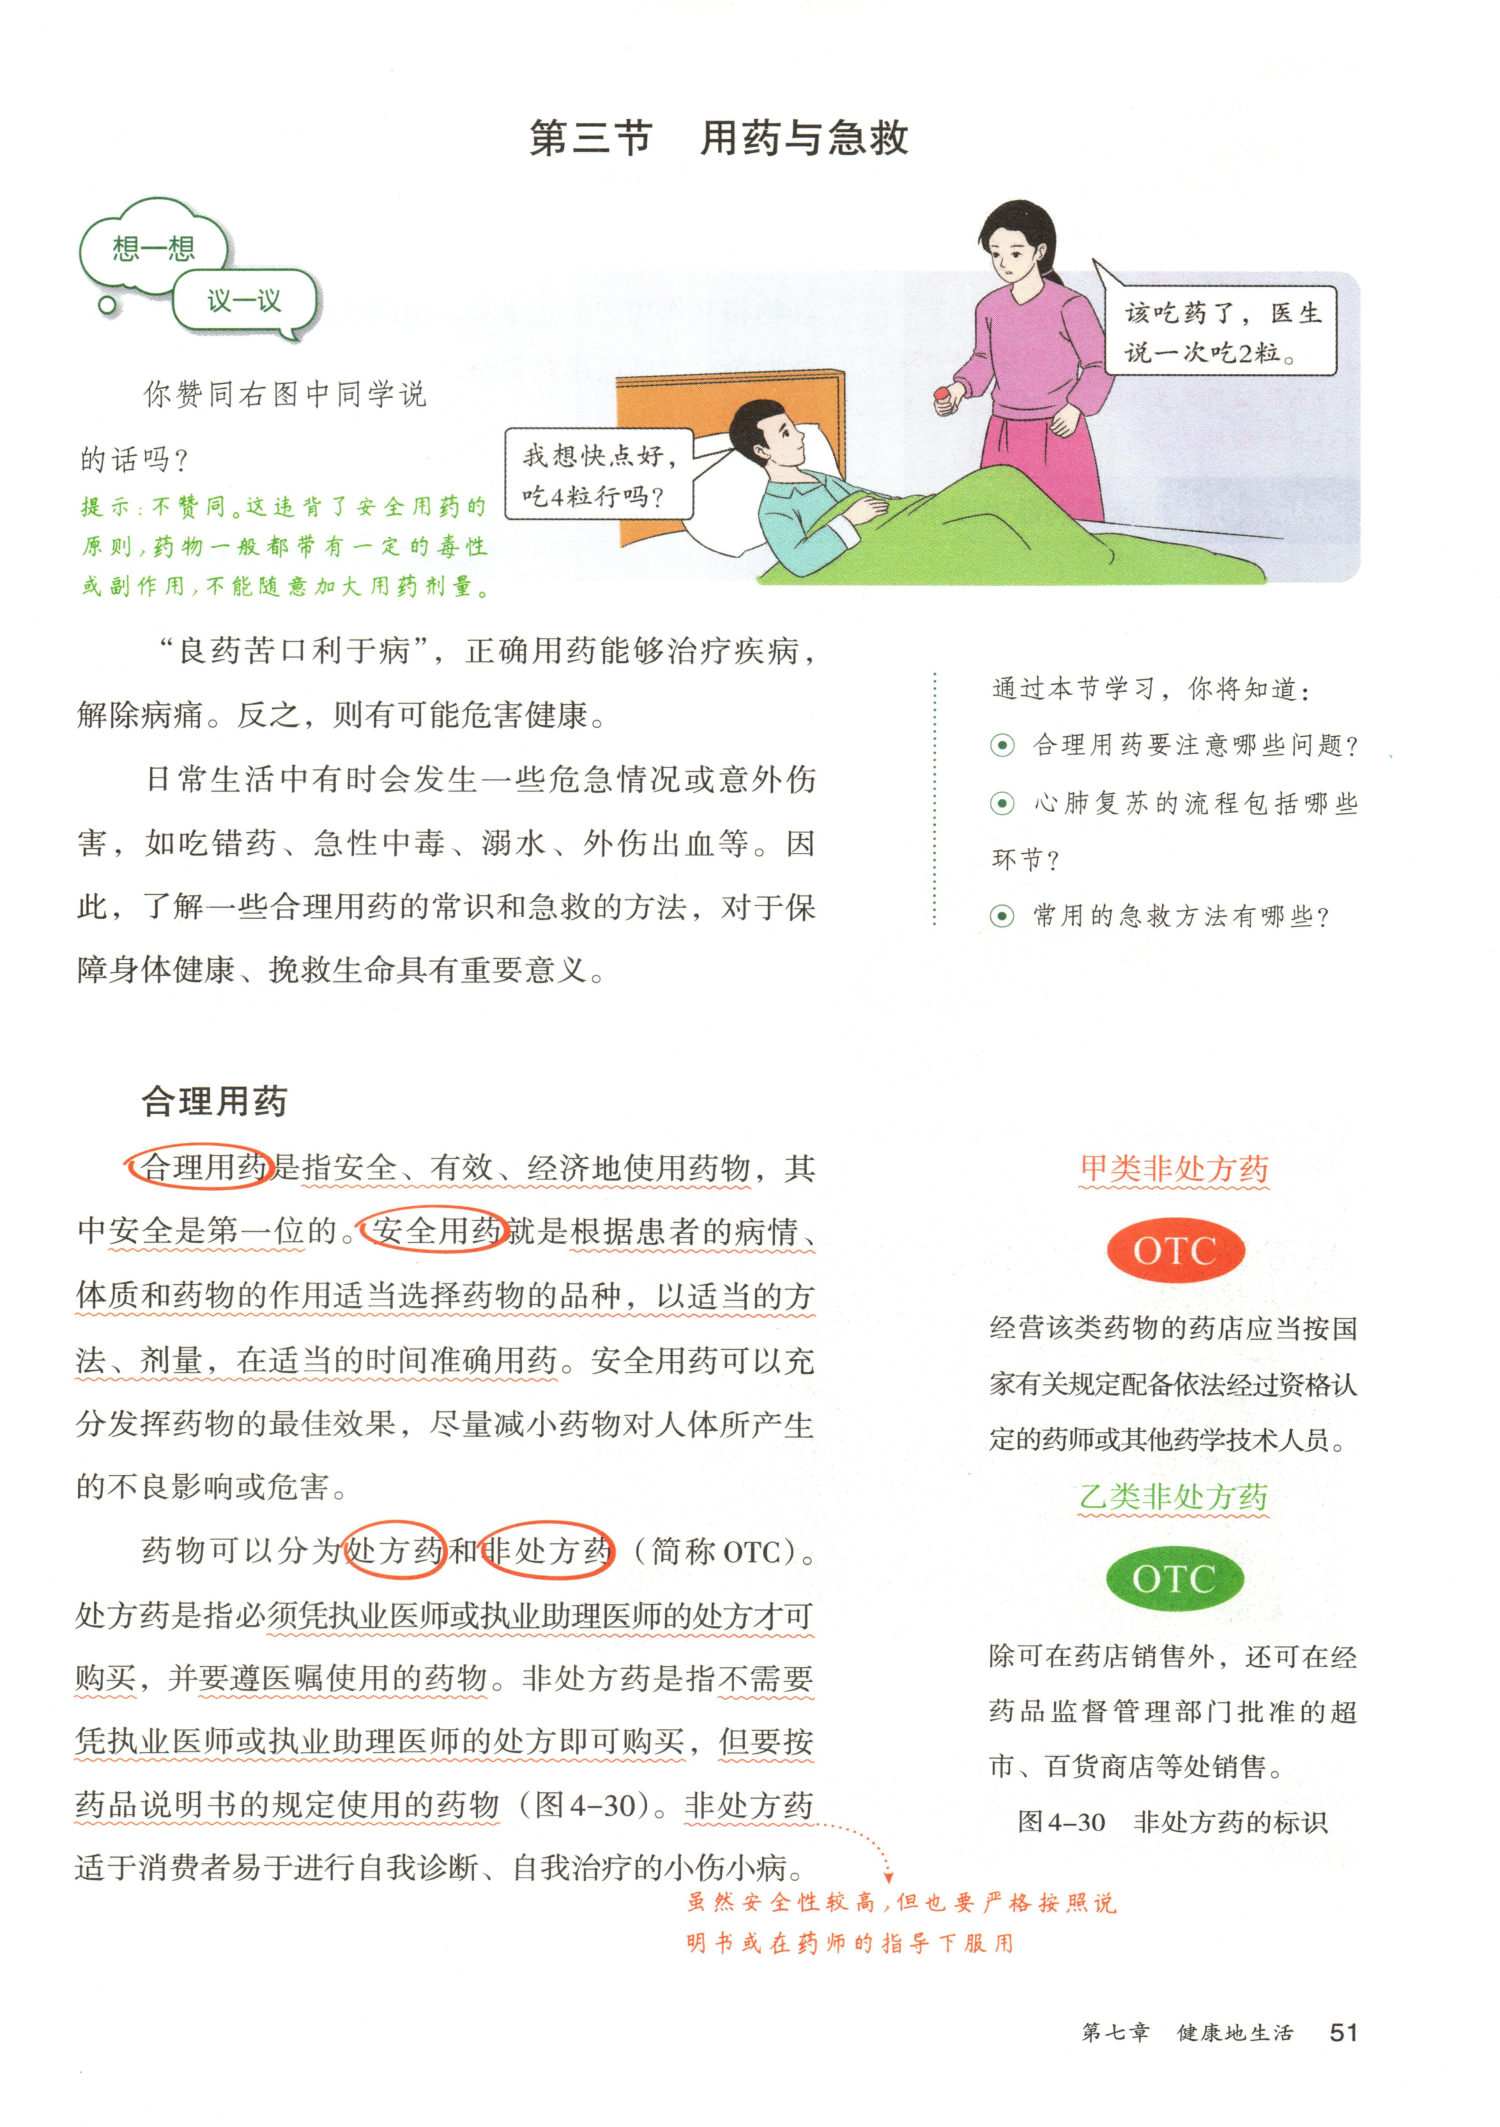 第三节 用药与急救
想一想
议一议
你赞同右图中同学说
的话吗？
提示：不赞同。这违背了安全用药的
原则，药物一般都带有一定的毒性
或副作用，不能随意加大用药剂量。
我想快点好，
吃4粒行吗？
该吃药了，医生
说一次吃2粒。
“良药苦口利于病”，正确用药能够治疗疾病，
解除病痛。反之，则有可能危害健康。
日常生活中有时会发生一些危急情况或意外伤
害，如吃错药、急性中毒、溺水、外伤出血等。因
此，了解一些合理用药的常识和急救的方法，对于保
障身体健康、挽救生命具有重要意义。
通过本节学习，你将知道：
合理用药要注意哪些问题？
心肺复苏的流程包括哪些
环节？
常用的急救方法有哪些？
合理用药
合理用药是指安全、有效、经济地使用药物，其
中安全是第一位的。安全用药就是根据患者的病情、
体质和药物的作用适当选择药物的品种，以适当的方
法、剂量，在适当的时间准确用药。安全用药可以充
分发挥药物的最佳效果，尽量减小药物对人体所产生
的不良影响或危害。
药物可以分为处方药和非处方药（简称OTC）。
处方药是指必须凭执业医师或执业助理医师的处方才可
购买，并要遵医嘱使用的药物。非处方药是指不需要
凭执业医师或执业助理医师的处方即可购买，但要按
药品说明书的规定使用的药物（图4-30）。非处方药
适于消费者易于进行自我诊断、自我治疗的小伤小病。
虽然安全性较高，但也要严格按照说
明书或在药师的指导下服用
甲类非处方药
OTC
经营该类药物的药店应当按国
家有关规定配备依法经过资格认
定的药师或其他药学技术人员。
乙类非处方药
OTC
除可在药店销售外，还可在经
药品监督管理部门批准的超
市、百货商店等处销售。
图4-30 非处方药的标识
第七章 健康地生活 51